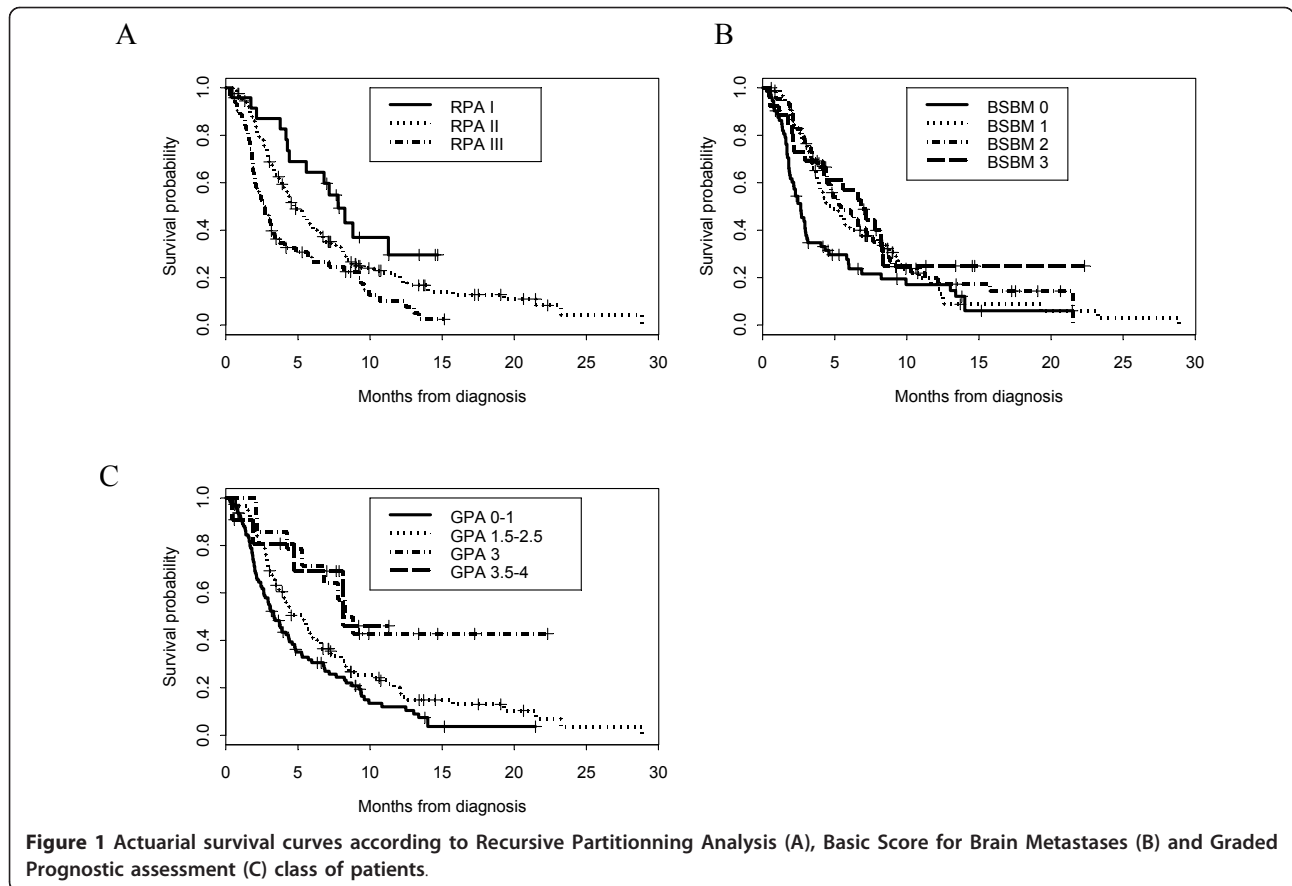 A
Survival probability
0.0 0.2 0.4 0.6 0.8 1.0
RPA I
RPA II
RPA III
0 5 10 15 20 25 30
Months from diagnosis
B
Survival probability
0.0 0.2 0.4 0.6 0.8 1.0
BSBM 0
BSBM 1
BSBM 2
BSBM 3
0 5 10 15 20 25 30
Months from diagnosis
C
Survival probability
0.0 0.2 0.4 0.6 0.8 1.0
GPA 0-1
GPA 1.5-2.5
GPA 3
GPA 3.5-4
0 5 10 15 20 25 30
Months from diagnosis
Figure 1 Actuarial survival curves according to Recursive Partitionning Analysis (A), Basic Score for Brain Metastases (B) and Graded
Prognostic assessment (C) class of patients.